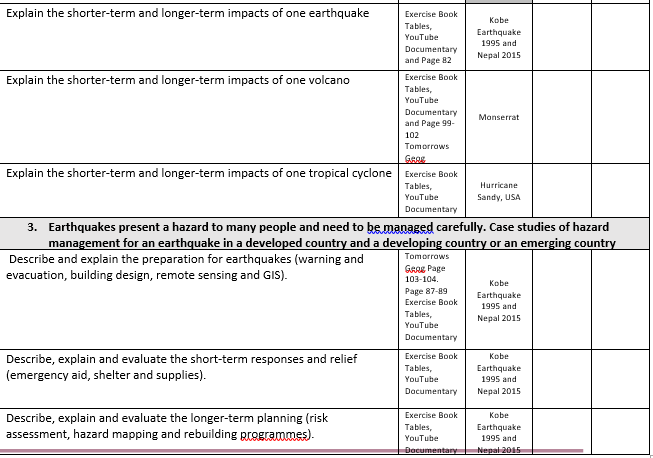 Explain the shorter-term and longer-term impacts of one earthquake
Exercise Book
Tables,
YouTube
Documentary
and Page 82
Kobe
Earthquake
1995 and
Nepal 2015
Explain the shorter-term and longer-term impacts of one volcano
Exercise Book
Tables,
YouTube
Documentary
and Page 99-
102
Tomorrows
Geog
Monserrat
Explain the shorter-term and longer-term impacts of one tropical cyclone
Exercise Book
Tables,
YouTube
Documentary
Hurricane
Sandy, USA
3. Earthquakes present a hazard to many people and need to be managed carefully. Case studies of hazard
management for an earthquake in a developed country and a developing country or an emerging country
Describe and explain the preparation for earthquakes (warning and
evacuation, building design, remote sensing and GIS).
Tomorrows
Geog Page
103-104.
Page 87-89
Exercise Book
Tables,
YouTube
Documentary
Kobe
Earthquake
1995 and
Nepal 2015
Describe, explain and evaluate the short-term responses and relief
(emergency aid, shelter and supplies).
Exercise Book
Tables,
YouTube
Documentary
Kobe
Earthquake
1995 and
Nepal 2015
Describe, explain and evaluate the longer-term planning (risk
assessment, hazard mapping and rebuilding programmes).
Exercise Book
Tables,
YouTube
Documentary
Kobe
Earthquake
1995 and
Nepal 2015